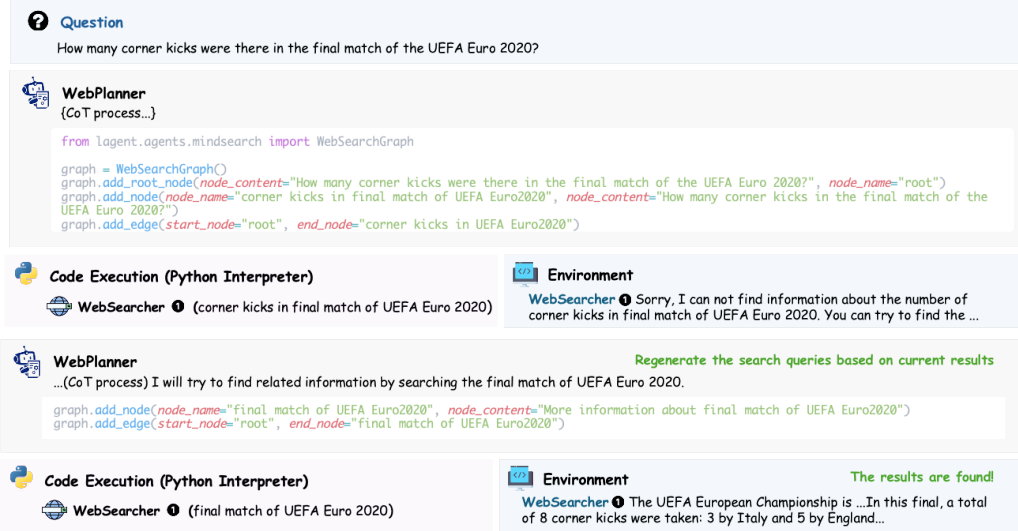 Question
How many corner kicks were there in the final match of the UEFA Euro 2020?
WebPlanner
{CoT process...}
from lagent.agents.mindsearch import WebSearchGraph
graph = WebSearchGraph()
graph.add_root_node(node_content="How many corner kicks were there in the final match of the UEFA Euro 2020?", node_name="root")
graph.add_node(node_name="corner kicks in final match of UEFA Euro2020", node_content="How many corner kicks in the final match of the
UEFA Euro 2020?")
graph.add_edge(start_node="root", end_node="corner kicks in UEFA Euro2020")
Code Execution (Python Interpreter)
WebSearcher 1 (corner kicks in final match of UEFA Euro 2020)
Environment
WebSearcher 1 Sorry, I can not find information about the number of
corner kicks in final match of UEFA Euro 2020. You can try to find the ...
WebPlanner
Regenerate the search queries based on current results
...(CoT process) I will try to find related information by searching the final match of UEFA Euro 2020.
graph.add_node(node_name="final match of UEFA Euro2020", node_content="More information about final match of UEFA Euro2020")
graph.add_edge(start_node="root", end_node="final match of UEFA Euro2020")
Code Execution (Python Interpreter)
WebSearcher 1 (final match of UEFA Euro 2020)
Environment
The results are found!
WebSearcher 1 The UEFA European Championship is ...In this final, a total
of 8 corner kicks were taken: 3 by Italy and 5 by England...